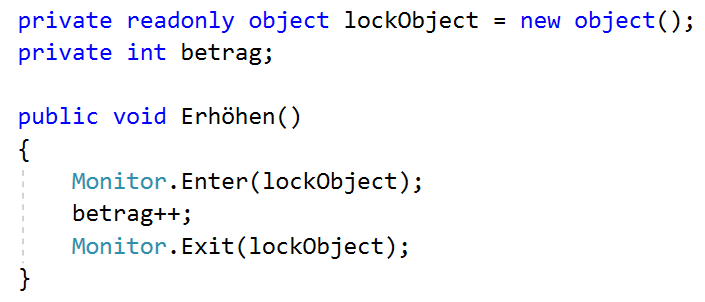 private readonly object lockObject = new object();
private int betrag;
public void Erhöhen()
{
Monitor.Enter(lockObject);
betrag++;
Monitor.Exit(lockObject);
}